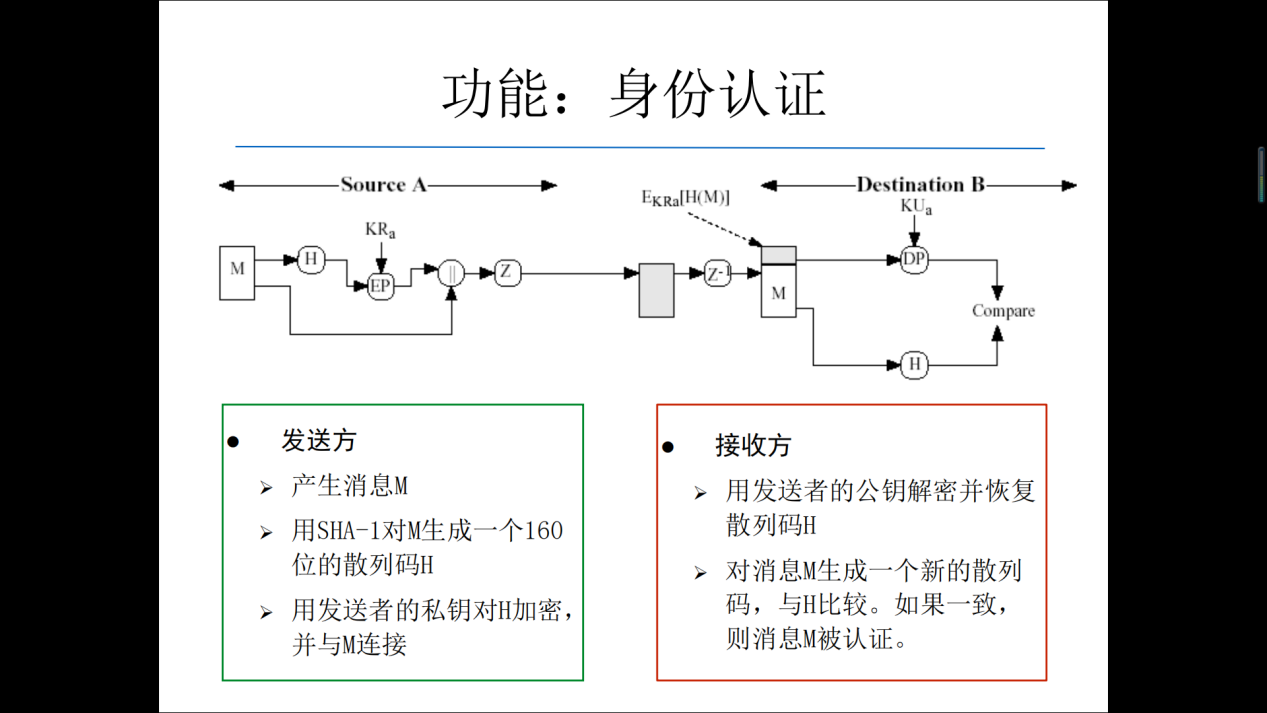 功能：身份认证
Source A
Destination B
E_KRa[H(M)]
KUa
KRa
M
H
EP
||
Z
Z-1
M
DP
Compare
H
● 发送方
➢ 产生消息M
➢ 用SHA-1对M生成一个160
位的散列码H
➢ 用发送者的私钥对H加密，
并与M连接
● 接收方
➢ 用发送者的公钥解密并恢复
散列码H
➢ 对消息M生成一个新的散列
码，与H比较。如果一致，
则消息M被认证。